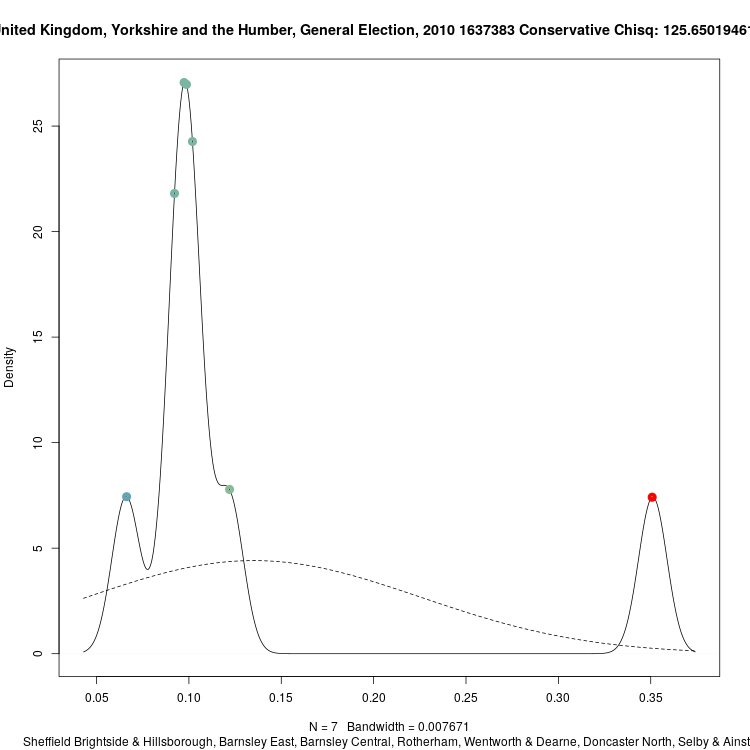 United Kingdom, Yorkshire and the Humber, General Election, 2010 1637383 Conservative Chisq: 125.65019461
Density
25
20
15
10
5
0
0.05 0.10 0.15 0.20 0.25 0.30 0.35
N = 7 Bandwidth = 0.007671
Sheffield Brightside & Hillsborough, Barnsley East, Barnsley Central, Rotherham, Wentworth & Dearne, Doncaster North, Selby & Ainst